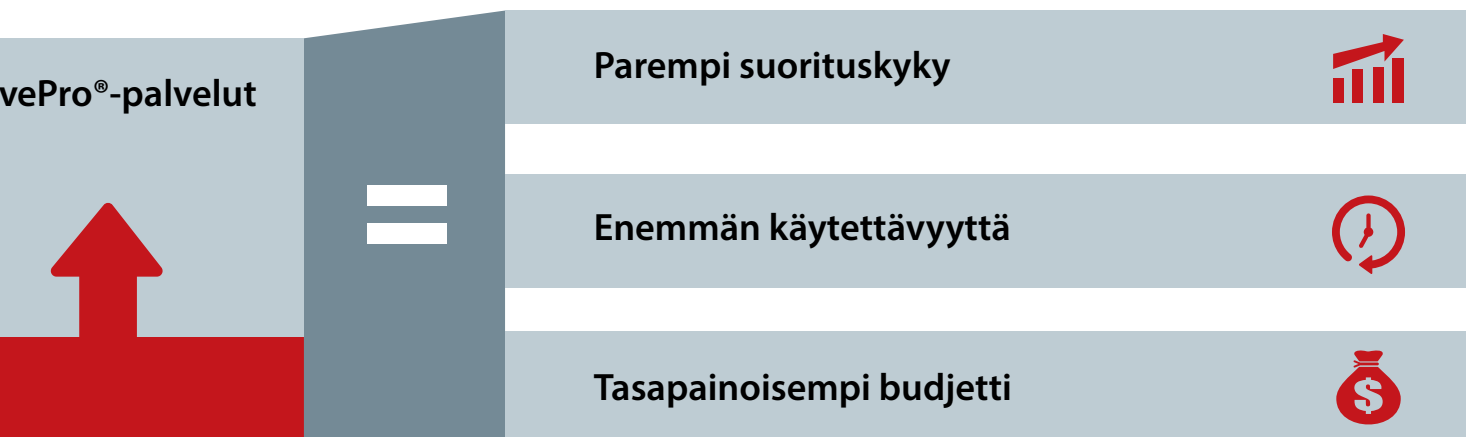 vePro®-palvelut
Parempi suorituskyky
Enemmän käytettävyyttä
Tasapainoisempi budjetti